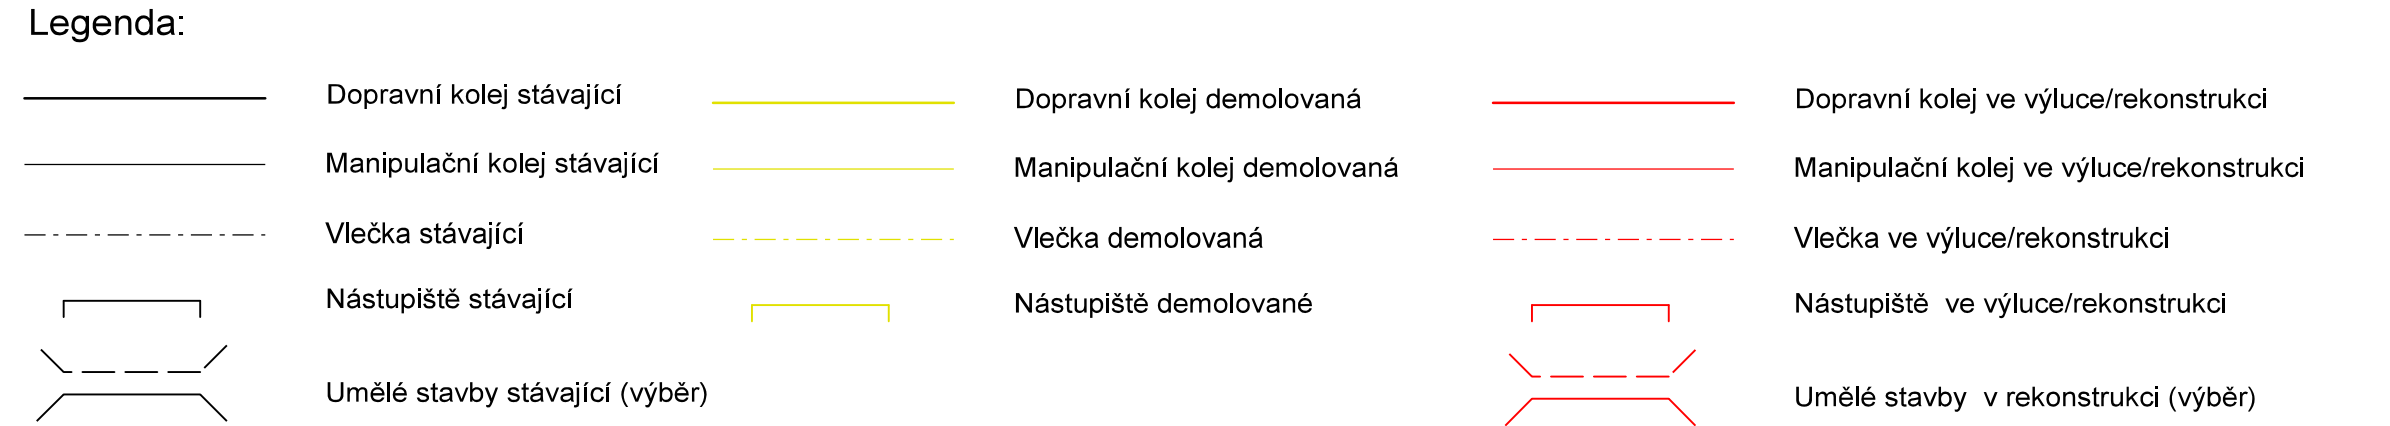 Legenda:
Dopravní kolej stávající
Manipulační kolej stávající
Vlečka stávající
Nástupiště stávající
Umělé stavby stávající (výběr)
Dopravní kolej demolovaná
Manipulační kolej demolovaná
Vlečka demolovaná
Nástupiště demolované
Dopravní kolej ve výluce/rekonstrukci
Manipulační kolej ve výluce/rekonstrukci
Vlečka ve výluce/rekonstrukci
Nástupiště ve výluce/rekonstrukci
Umělé stavby v rekonstrukci (výběr)